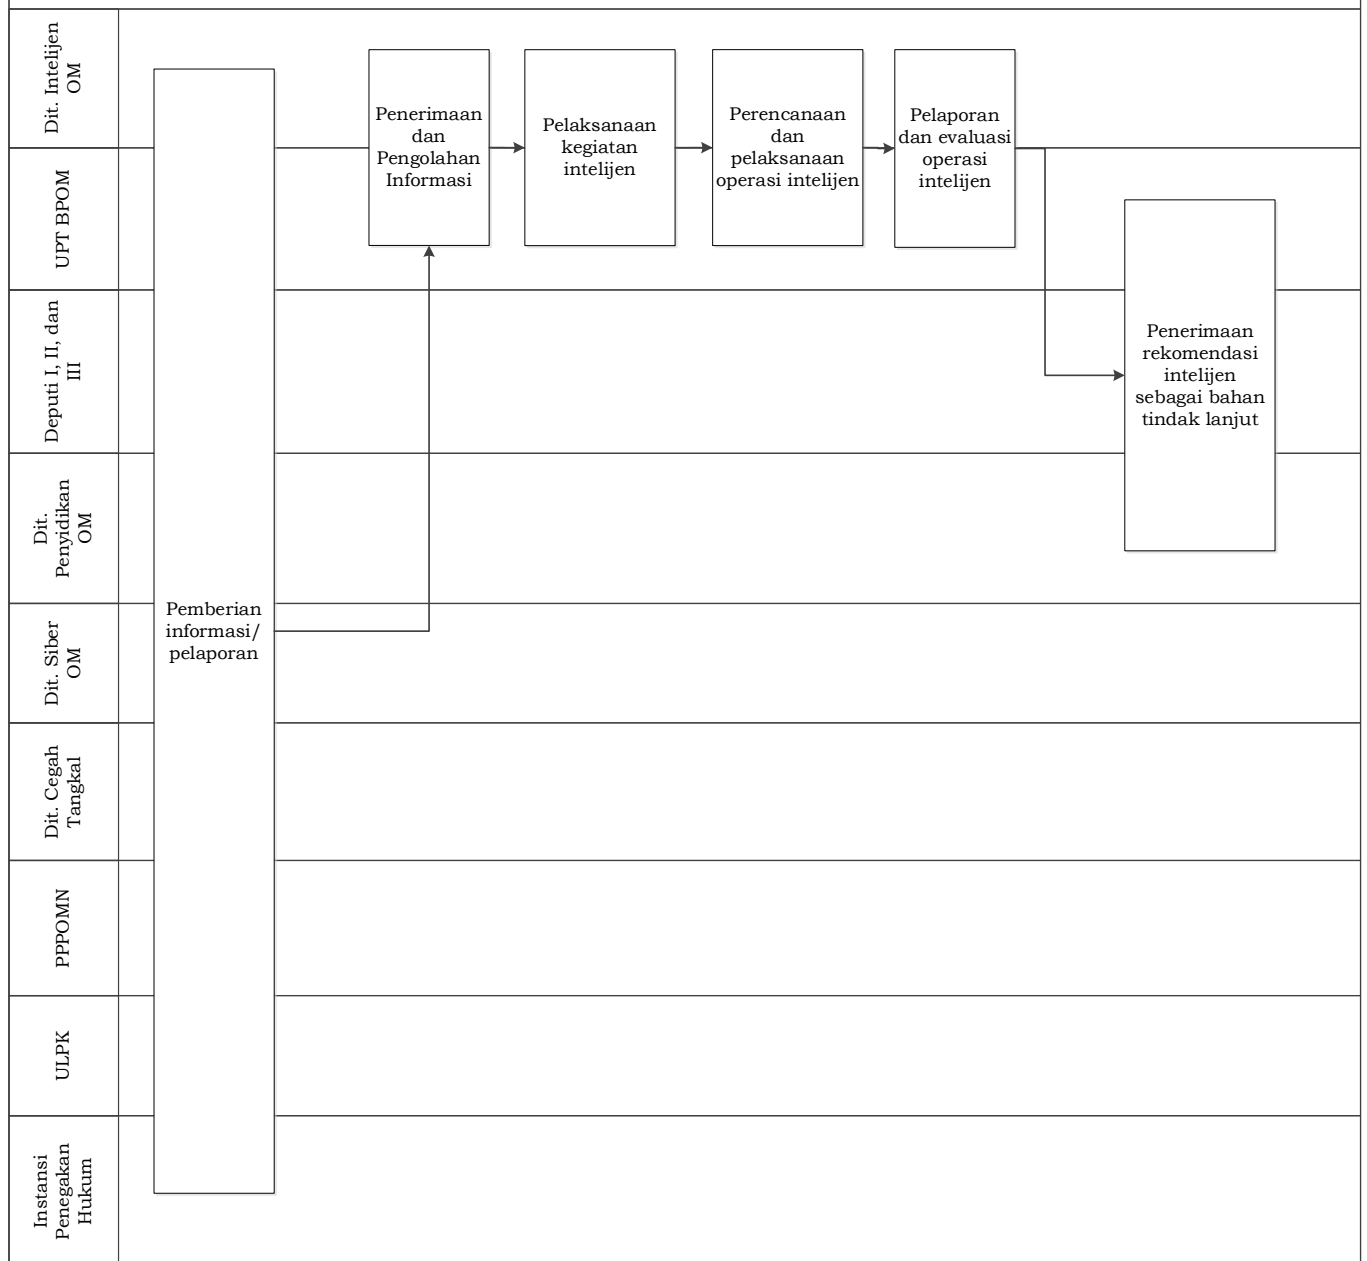 Dit. Intelijen
OM
UPT BPOM
Deputi I, II, dan
III
Dit.
Penyidikan
OM
Dit. Siber
OM
Dit. Cegah
Tangkal
PPPOMN
ULPK
Instansi
Penegakan
Hukum
Pemberian
informasi/
pelaporan
Penerimaan
dan
Pengolahan
Informasi
Pelaksanaan
kegiatan
intelijen
Perencanaan
dan
pelaksanaan
operasi intelijen
Pelaporan
dan evaluasi
operasi
intelijen
Penerimaan
rekomendasi
intelijen
sebagai bahan
tindak lanjut